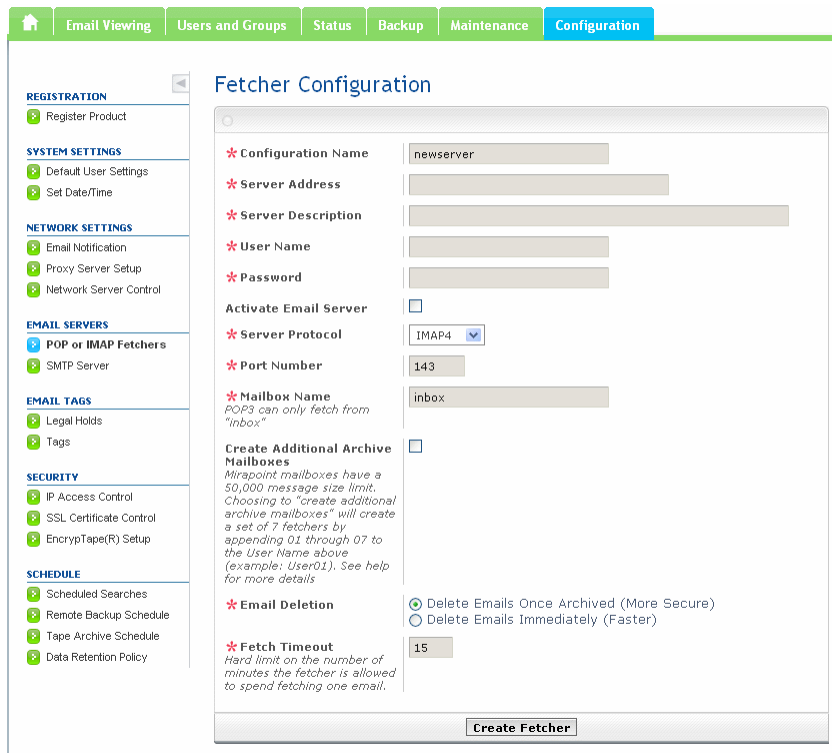 Email Viewing
Users and Groups
Status
Backup
Maintenance
Configuration
REGISTRATION
Register Product
SYSTEM SETTINGS
Default User Settings
Set Date/Time
NETWORK SETTINGS
Email Notification
Proxy Server Setup
Network Server Control
EMAIL SERVERS
POP or IMAP Fetchers
SMTP Server
EMAIL TAGS
Legal Holds
Tags
SECURITY
IP Access Control
SSL Certificate Control
EncrypTape(R) Setup
SCHEDULE
Scheduled Searches
Remote Backup Schedule
Tape Archive Schedule
Data Retention Policy
Fetcher Configuration
* Configuration Name
newserver
* Server Address
* Server Description
* User Name
* Password
Activate Email Server
* Server Protocol
IMAP4
* Port Number
143
* Mailbox Name
inbox
POP3 can only fetch from
"inbox"
Create Additional Archive
Mailboxes
Mirapoint mailboxes have a
50,000 message size limit.
Choosing to "create additional
archive mailboxes" will create
a set of 7 fetchers by
appending 01 through 07 to
the User Name above
(example: User01). See help
for more details
* Email Deletion
Delete Emails Once Archived (More Secure)
Delete Emails Immediately (Faster)
* Fetch Timeout
15
Hard limit on the number of
minutes the fetcher is allowed
to spend fetching one email.
Create Fetcher